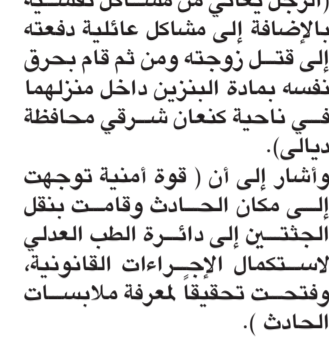 (الرجل يعاني من مشاكل نفسية
بالإضافة إلى مشاكل عائلية دفعته
إلى قتل زوجته ومن ثم قام بحرق
نفسه بمادة البنزين داخل منزلهما
في ناحية كنعان شرقي محافظة
ديالى).
وأشار إلى أن ( قوة أمنية توجهت
إلى مكان الحادث وقامت بنقل
الجثتين إلى دائرة الطب العدلي
لاستكمال الإجراءات القانونية،
وفتحت تحقيقاً لمعرفة ملابسات
الحادث ).